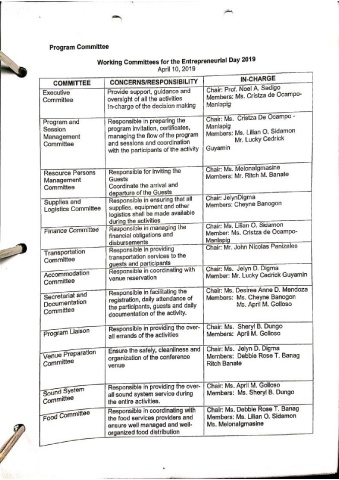 Program Committee
Working Committees for the Entrepreneurial Day 2019
April 10, 2019
COMMITTEE
CONCERNS/RESPONSIBILITY
IN-CHARGE
Executive
Committee
Provide support, guidance and
oversight of all the activities
In-charge of the decision making
Chair: Prof. Noel A. Sadigo
Members: Ms. Cristza de Ocampo-
Manlapig
Program and
Session
Management
Committee
Responsible in preparing the
program invitation, certificates,
managing the flow of the program
and sessions and coordination
with the participants of the activity
Chair: Ms. Cristza De Ocampo -
Manlapig
Members: Ms. Lilian O. Sidamon
Mr. Lucky Cedrick
Guyamin
Resource Persons
Management
Committee
Responsible for inviting the
Guests
Coordinate the arrival and
departure of the Guests
Chair: Ms. Melonalgmasine
Members: Mr. Ritch M. Banate
Supplies and
Logistics Committee
Responsible in ensuring that all
supplies, equipment and other
logistics shall be made available
during the activities
Chair: JelynDigma
Members: Cheyne Banogon
Finance Committee
Responsible in managing the
financial obligations and
disbursements
Chair: Ms. Lilian O. Sidamon
Member: Ms. Cristza de Ocampo-
Manlapig
Transportation
Committee
Responsible in providing
transportation services to the
guests and participants
Chair: Mr. John Nicolas Panizales
Accommodation
Committee
Responsible in coordinating with
venue reservation
Chair: Ms. Jelyn D. Digma
Member: Mr. Lucky Cedrick Guyamin
Secretariat and
Documentation
Committee
Responsible in facilitating the
registration, daily attendance of
the participants, guests and daily
documentation of the activity.
Chair: Ms. Desiree Anne D. Mendoza
Members: Ms. Cheyne Banogon
Ms. April M. Golloso
Program Liaison
Responsible in providing the over-
all errands of the activities
Chair: Ms. Sheryl B. Dungo
Members: April M. Golloso
Venue Preparation
Committee
Ensure the safety, cleanliness and
organization of the conference
venue
Chair: Ms. Jelyn D. Digma
Members: Debbie Rose T. Banag
Ritch Banate
Sound System
Committee
Responsible in providing the over-
all sound system service during
the entire activities.
Chair: Ms. April M. Golloso
Members: Ms. Sheryl B. Dungo
Food Committee
Responsible in coordinating with
the food services providers and
ensure well managed and well-
organized food distribution
Chair: Ms. Debbie Rose T. Banag
Members: Ms. Lilian O. Sidamon
Ms. Melonalgmasine